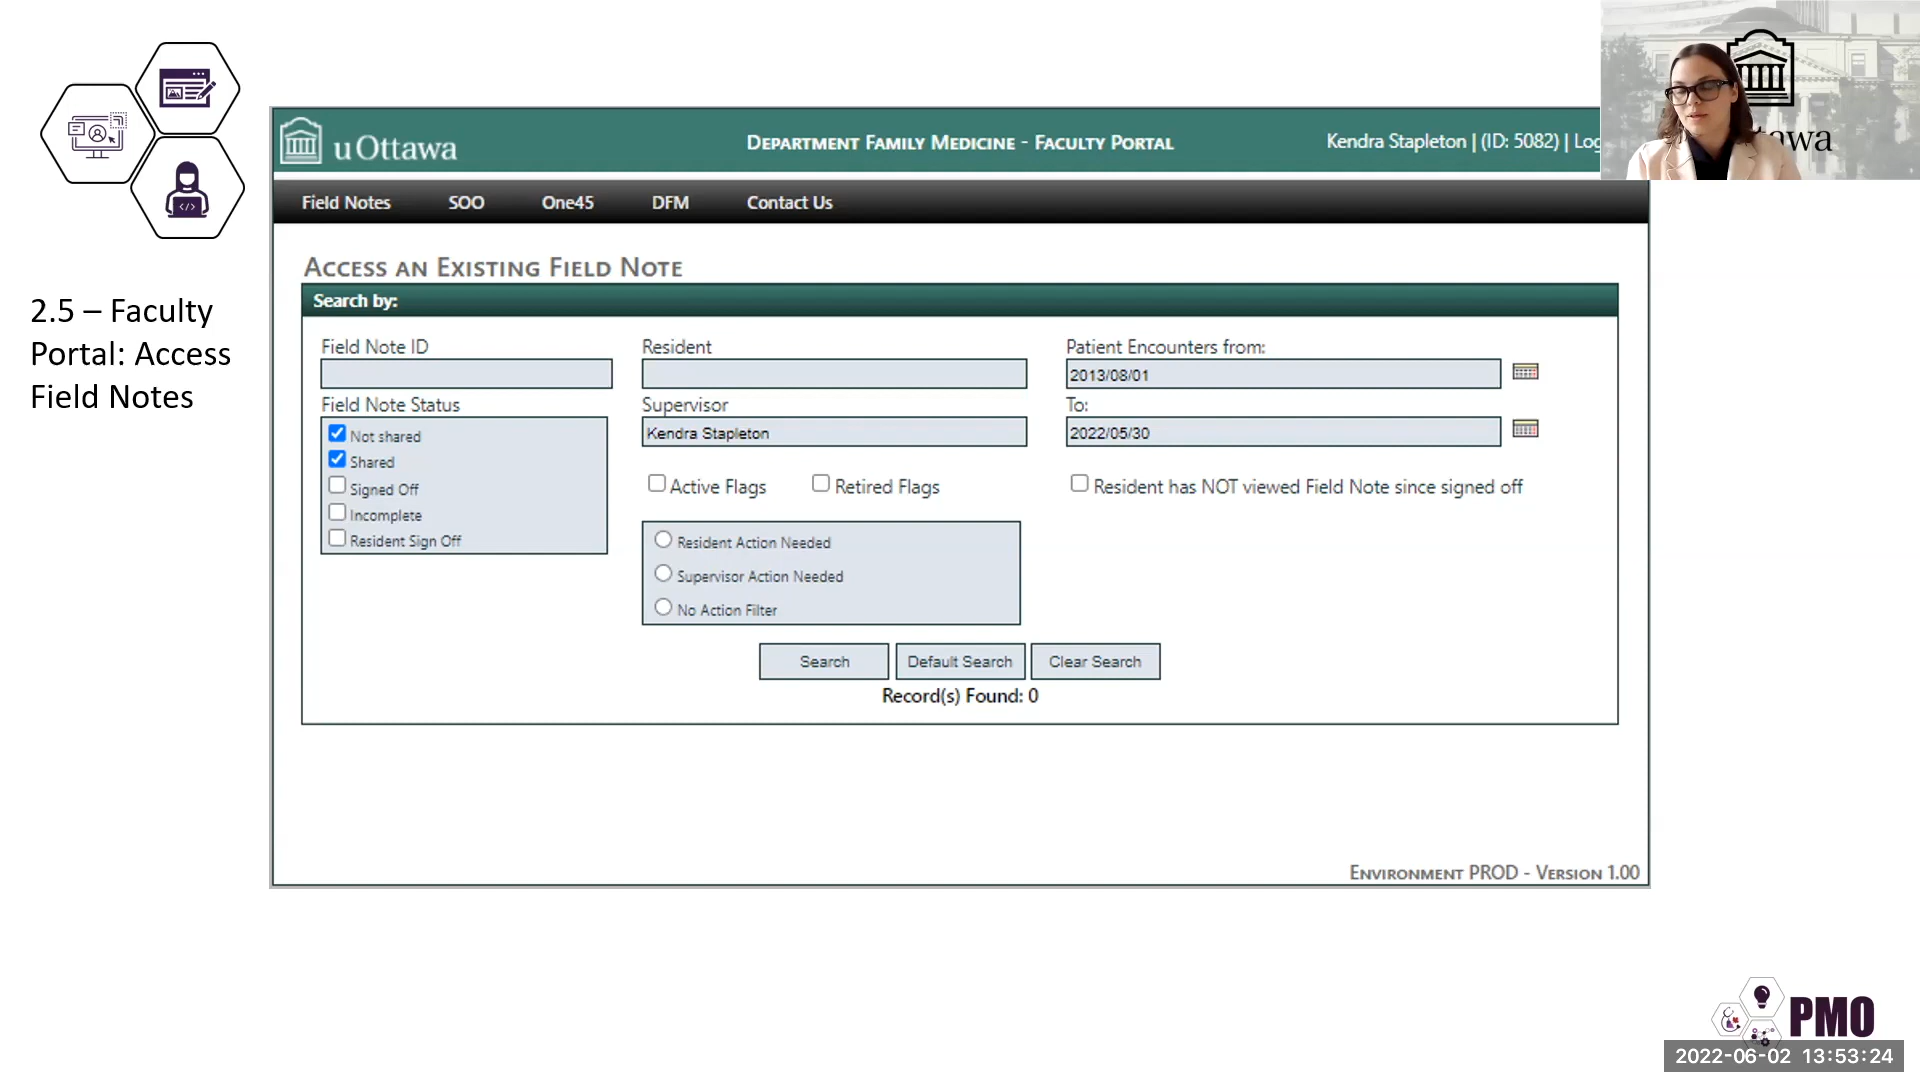 uOttawa
DEPARTMENT FAMILY MEDICINE - FACULTY PORTAL
Kendra Stapleton | (ID: 5082) | Log
tawa
Field Notes SOO One45 DFM Contact Us
2.5 – Faculty
Portal: Access
Field Notes
ACCESS AN EXISTING FIELD NOTE
Search by:
Field Note ID Resident Patient Encounters from:
2013/08/01
Field Note Status Supervisor To:
Kendra Stapleton 2022/05/30
Not shared
Shared
Signed Off
Incomplete
Resident Sign Off
Active Flags Retired Flags Resident has NOT viewed Field Note since signed off
Resident Action Needed
Supervisor Action Needed
No Action Filter
Search Default Search Clear Search
Record(s) Found: 0
ENVIRONMENT PROD - VERSION 1.00
PMO
2022-06-02 13:53:24